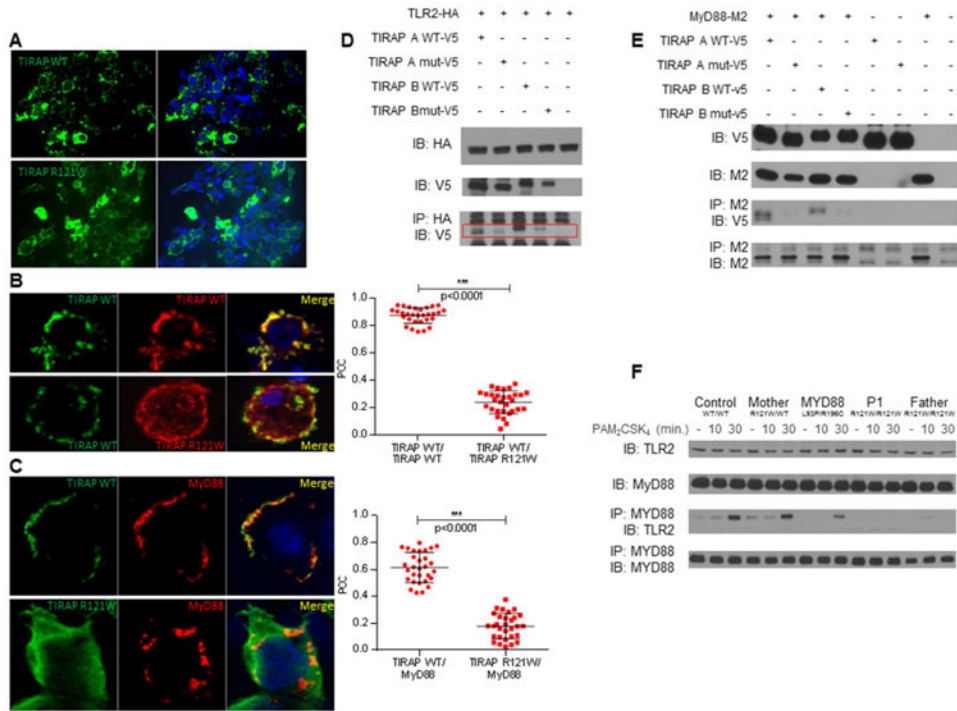 A
TIRAP WT
TIRAP R121W
B
TIRAP WT
TIRAP WT
Merge
TIRAP WT
TIRAP R121W
Merge
***
p<0.0001
1.0
0.8
0.6
0.4
0.2
0.0
PCC
TIRAP WT/
TIRAP WT
TIRAP WT/
TIRAP R121W
C
TIRAP WT
MyD88
Merge
TIRAP R121W
MyD88
Merge
***
p<0.0001
1.0
0.8
0.6
0.4
0.2
0.0
PCC
TIRAP WT/
MyD88
TIRAP R121W/
MyD88
D
TLR2-HA + + + + +
TIRAP A WT-V5 + - - - -
TIRAP A mut-V5 - + - - -
TIRAP B WT-V5 - - + - -
TIRAP Bmut-V5 - - - + -
IB: HA
IB: V5
IP: HA
IB: V5
E
MyD88-M2 + + + + - - + -
TIRAP A WT-V5 + - - - + - - -
TIRAP A mut-V5 - + - - - + - -
TIRAP B WT-v5 - - + - - - - -
TIRAP B mut-v5 - - - + - - - -
IB: V5
IB: M2
IP: M2
IB: V5
IP: M2
IB: M2
F
Control Mother MYD88 P1 Father
WT/WT R121W/WT L93P/R196C R121W/R121W R121W/R121W
PAM2CSK4 (min.) - 10 30 - 10 30 - 10 30 - 10 30 - 10 30
IB: TLR2
IB: MyD88
IP: MYD88
IB: TLR2
IP: MYD88
IB: MYD88